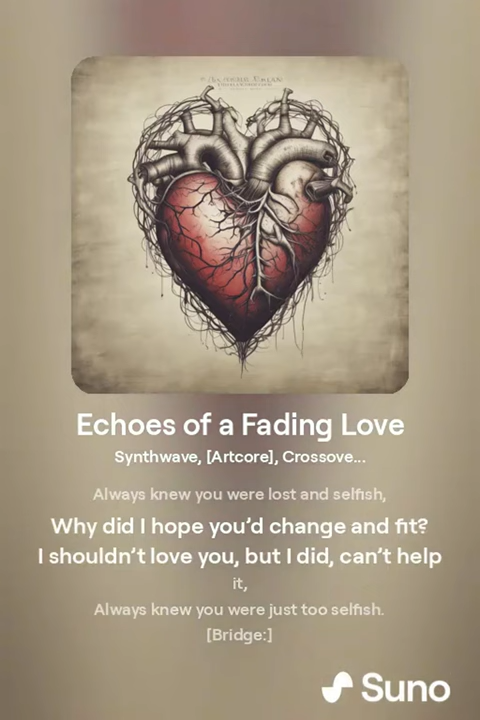 Echoes of a Fading Love
Synthwave, [Artcore], Crossove...
Always knew you were lost and selfish,
Why did I hope you'd change and fit?
I shouldn't love you, but I did, can't help
it,
Always knew you were just too selfish.
[Bridge:]
Suno